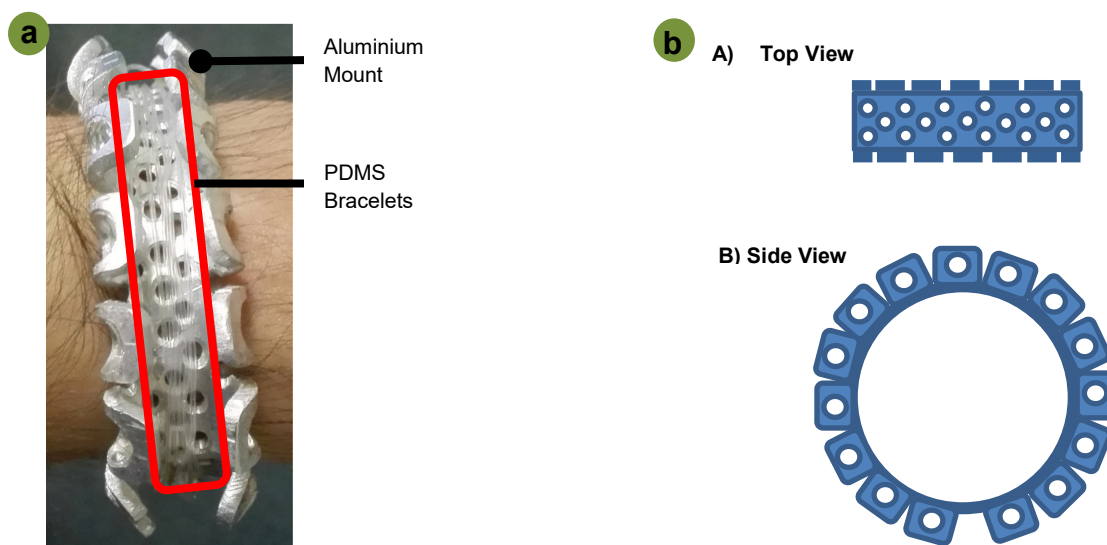 a
Aluminium
Mount
PDMS
Bracelets
b
A) Top View
B) Side View